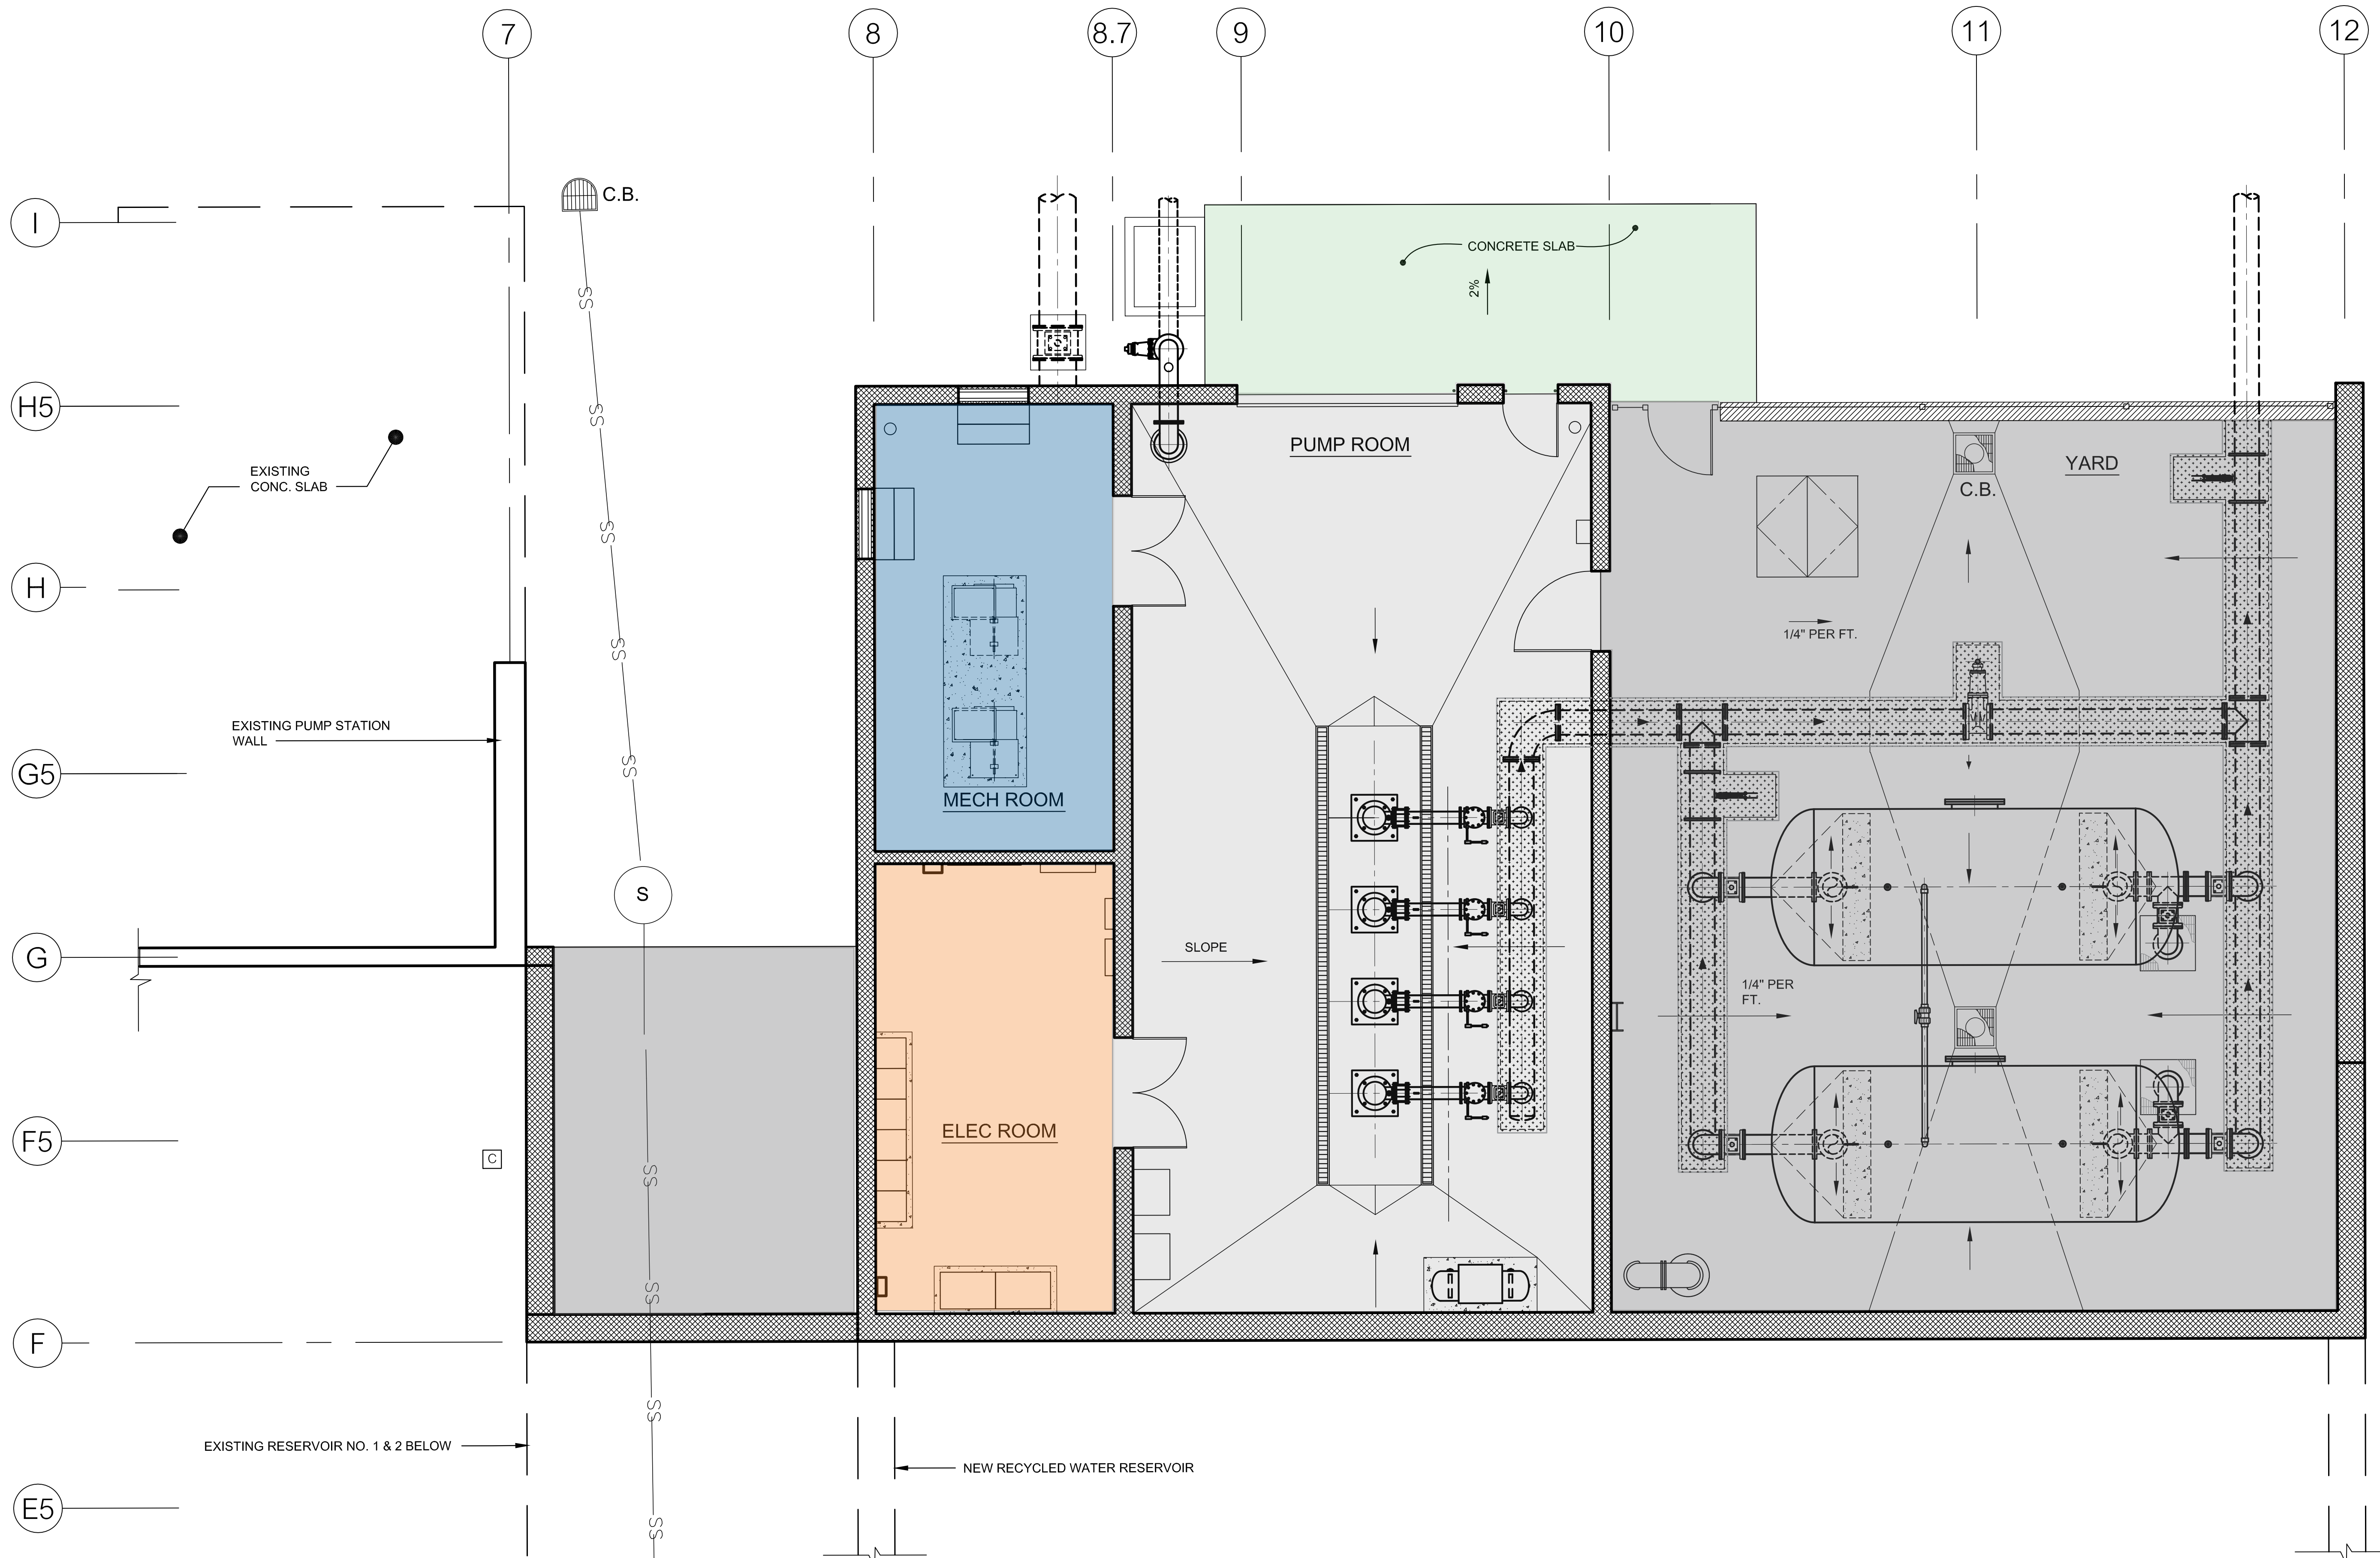 7
8
8.7
9
10
11
12
C.B.
I
CONCRETE SLAB
2%
SS
SS
H5
PUMP ROOM
YARD
EXISTING
CONC. SLAB
C.B.
SS
H
1/4" PER FT.
SS
EXISTING PUMP STATION
WALL
SS
G5
MECH ROOM
S
SLOPE
G
1/4" PER
FT.
ELEC ROOM
F5
C
SS
SS
F
SS
EXISTING RESERVOIR NO. 1 & 2 BELOW
NEW RECYCLED WATER RESERVOIR
E5
SS